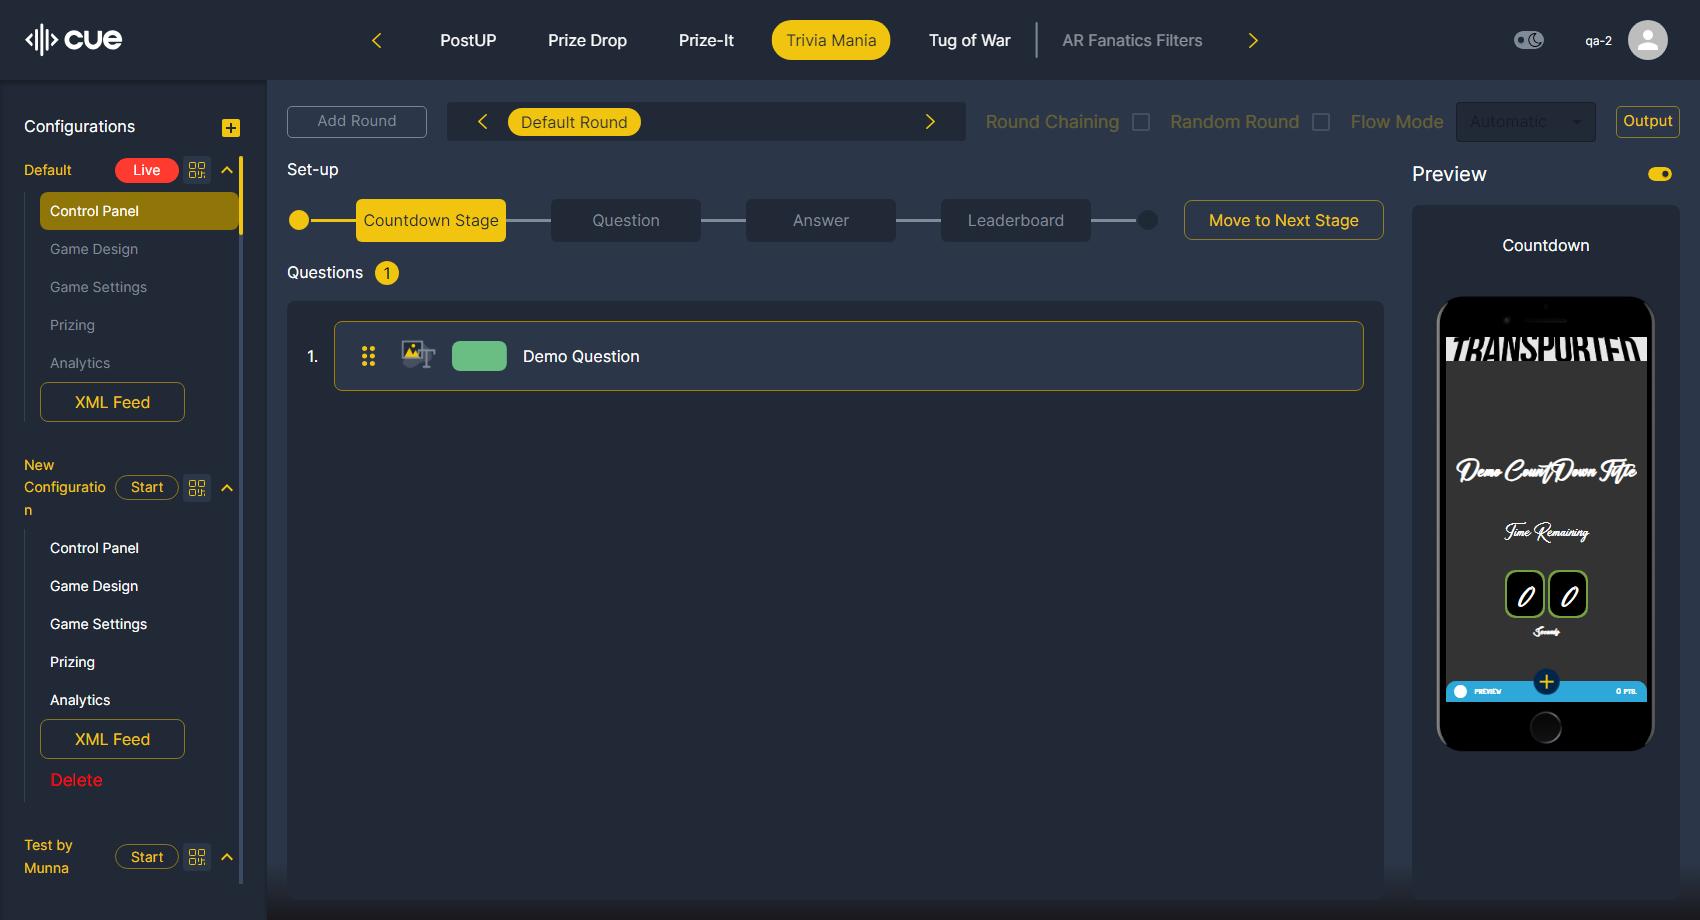 cue
PostUP
Prize Drop
Prize-It
Trivia Mania
Tug of War
AR Fanatics Filters
qa-2
Configurations
Default
Live
Control Panel
Game Design
Game Settings
Prizing
Analytics
XML Feed
New
Configuratio
n
Start
Control Panel
Game Design
Game Settings
Prizing
Analytics
XML Feed
Delete
Test by
Munna
Start
Add Round
Default Round
Round Chaining
Random Round
Flow Mode
Automatic
Output
Set-up
Countdown Stage
Question
Answer
Leaderboard
Move to Next Stage
Questions
1
1.
Demo Question
Preview
Countdown
TRANSPORTED
Demo CountDown Title
Time Remaining
0 0
Seconds
PREVIEW
0 PTS.